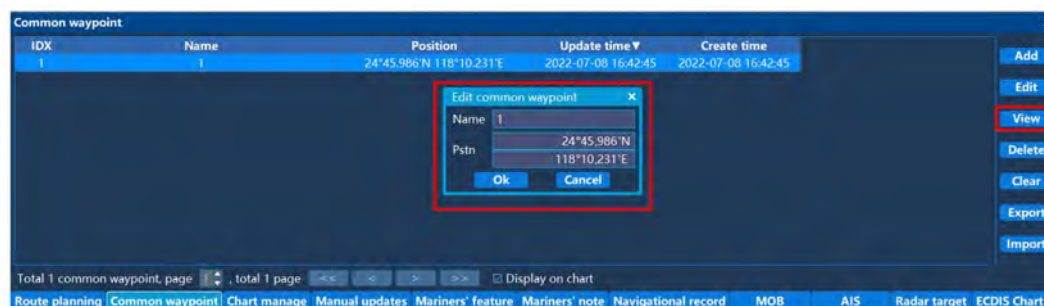 Common waypoint
IDX Name Position Update time▼ Create time
1 1 24°45.986'N 118°10.231'E 2022-07-08 16:42:45 2022-07-08 16:42:45
Add
Edit
View
Delete
Clear
Export
Import
Edit common waypoint ×
Name 1
Pstn 24°45.986'N
118°10.231'E
Ok Cancel
Total 1 common waypoint, page 1 , total 1 page << < > >> Display on chart
Route planning Common waypoint Chart manage Manual updates Mariners' feature Mariners' note Navigational record MOB AIS Radar target ECDIS Chart